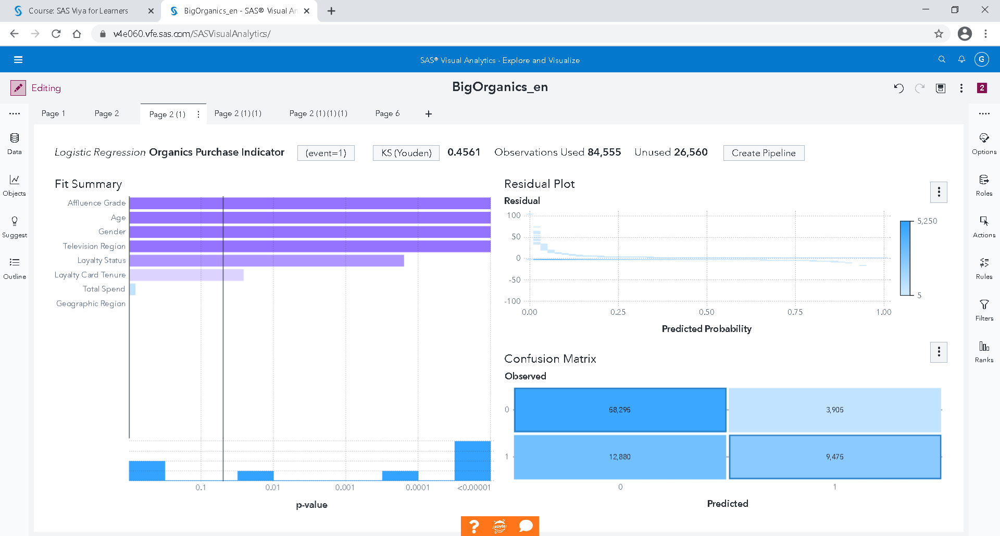 Course: SAS Viya for Learners
BigOrganics_en - SAS® Visual An
v4e060.vfe.sas.com/SASVisualAnalytics/
SAS® Visual Analytics - Explore and Visualize
G
Editing
BigOrganics_en
2
Page 1
Page 2
Page 2 (1)
Page 2 (1)(1)
Page 2 (1)(1)(1)
Page 6
Data
Objects
Suggest
Outline
Logistic Regression Organics Purchase Indicator (event=1) KS (Youden) 0.4561 Observations Used 84,555 Unused 26,560 Create Pipeline
Fit Summary
Affluence Grade
Age
Gender
Television Region
Loyalty Status
Loyalty Card Tenure
Total Spend
Geographic Region
0.1 0.01 0.001 0.0001 <0.00001
p-value
Residual Plot
Residual
100
50
0
-50
-100
0.00 0.25 0.50 0.75 1.00
Predicted Probability
5,250
5
Confusion Matrix
Observed
0 58,295 3,905
1 12,880 9,475
0 1
Predicted
Options
Roles
Actions
Rules
Filters
Ranks
?
jupyter